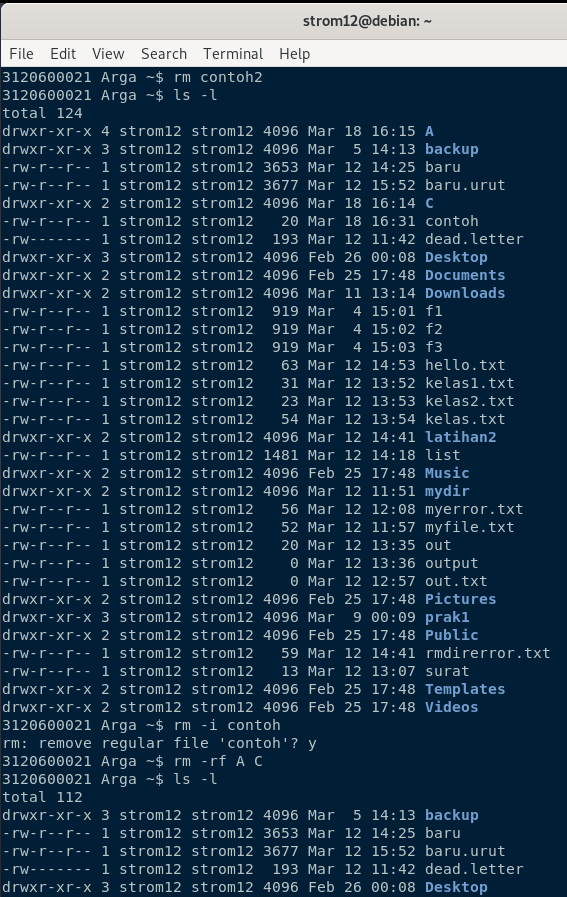 strom12@debian: ~
File Edit View Search Terminal Help
3120600021 Arga ~$ rm contoh2
3120600021 Arga ~$ ls -l
total 124
drwxr-xr-x 4 strom12 strom12 4096 Mar 18 16:15 A
drwxr-xr-x 3 strom12 strom12 4096 Mar  5 14:13 backup
-rw-r--r-- 1 strom12 strom12 3653 Mar 12 14:25 baru
-rw-r--r-- 1 strom12 strom12 3677 Mar 12 15:52 baru.urut
drwxr-xr-x 2 strom12 strom12 4096 Mar 18 16:14 C
-rw-r--r-- 1 strom12 strom12   20 Mar 18 16:31 contoh
-rw------- 1 strom12 strom12  193 Mar 12 11:42 dead.letter
drwxr-xr-x 3 strom12 strom12 4096 Feb 26 00:08 Desktop
drwxr-xr-x 2 strom12 strom12 4096 Feb 25 17:48 Documents
drwxr-xr-x 2 strom12 strom12 4096 Mar 11 13:14 Downloads
-rw-r--r-- 1 strom12 strom12  919 Mar  4 15:01 f1
-rw-r--r-- 1 strom12 strom12  919 Mar  4 15:02 f2
-rw-r--r-- 1 strom12 strom12  919 Mar  4 15:03 f3
-rw-r--r-- 1 strom12 strom12   63 Mar 12 14:53 hello.txt
-rw-r--r-- 1 strom12 strom12   31 Mar 12 13:52 kelas1.txt
-rw-r--r-- 1 strom12 strom12   23 Mar 12 13:53 kelas2.txt
-rw-r--r-- 1 strom12 strom12   54 Mar 12 13:54 kelas.txt
drwxr-xr-x 2 strom12 strom12 4096 Mar 12 14:41 latihan2
-rw-r--r-- 1 strom12 strom12 1481 Mar 12 14:18 list
drwxr-xr-x 2 strom12 strom12 4096 Feb 25 17:48 Music
drwxr-xr-x 2 strom12 strom12 4096 Mar 12 11:51 mydir
-rw-r--r-- 1 strom12 strom12   56 Mar 12 12:08 myerror.txt
-rw-r--r-- 1 strom12 strom12   52 Mar 12 11:57 myfile.txt
-rw-r--r-- 1 strom12 strom12   20 Mar 12 13:35 out
-rw-r--r-- 1 strom12 strom12    0 Mar 12 13:36 output
-rw-r--r-- 1 strom12 strom12    0 Mar 12 12:57 out.txt
drwxr-xr-x 2 strom12 strom12 4096 Feb 25 17:48 Pictures
drwxr-xr-x 3 strom12 strom12 4096 Mar  9 00:09 prak1
drwxr-xr-x 2 strom12 strom12 4096 Feb 25 17:48 Public
-rw-r--r-- 1 strom12 strom12   59 Mar 12 14:41 rmdirerror.txt
-rw-r--r-- 1 strom12 strom12   13 Mar 12 13:07 surat
drwxr-xr-x 2 strom12 strom12 4096 Feb 25 17:48 Templates
drwxr-xr-x 2 strom12 strom12 4096 Feb 25 17:48 Videos
3120600021 Arga ~$ rm -i contoh
rm: remove regular file 'contoh'? y
3120600021 Arga ~$ rm -rf A C
3120600021 Arga ~$ ls -l
total 112
drwxr-xr-x 3 strom12 strom12 4096 Mar  5 14:13 backup
-rw-r--r-- 1 strom12 strom12 3653 Mar 12 14:25 baru
-rw-r--r-- 1 strom12 strom12 3677 Mar 12 15:52 baru.urut
-rw------- 1 strom12 strom12  193 Mar 12 11:42 dead.letter
drwxr-xr-x 3 strom12 strom12 4096 Feb 26 00:08 Desktop